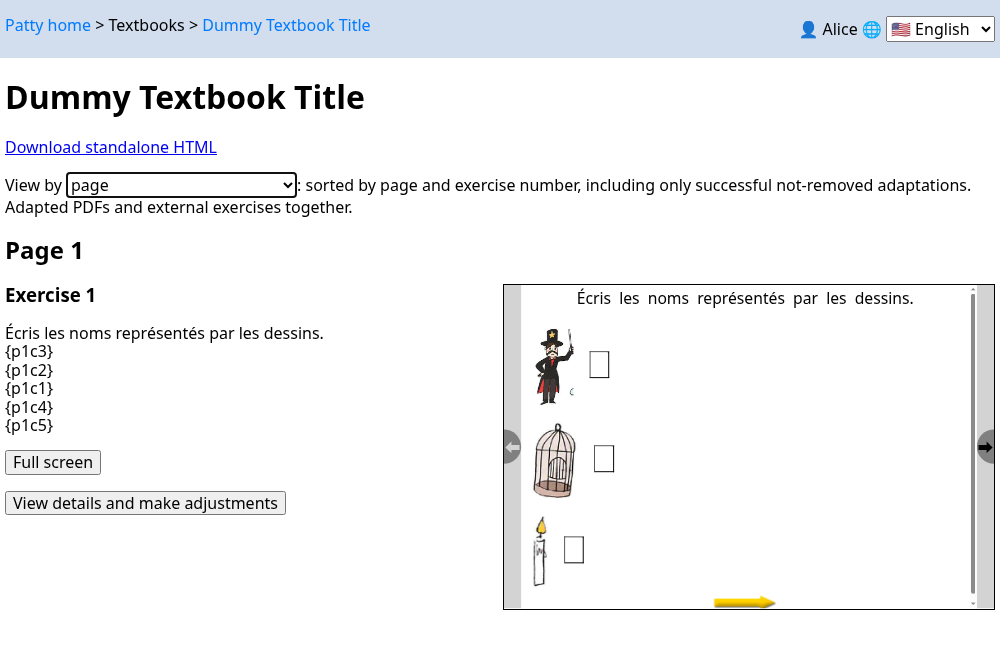 Patty home > Textbooks > Dummy Textbook Title
👤 Alice 🌐 🇺🇸 English
Dummy Textbook Title
Download standalone HTML
View by page: sorted by page and exercise number, including only successful not-removed adaptations.
Adapted PDFs and external exercises together.
Page 1
Exercise 1
Écris les noms représentés par les dessins.
{p1c3}
{p1c2}
{p1c1}
{p1c4}
{p1c5}
Full screen
View details and make adjustments
Écris les noms représentés par les dessins.